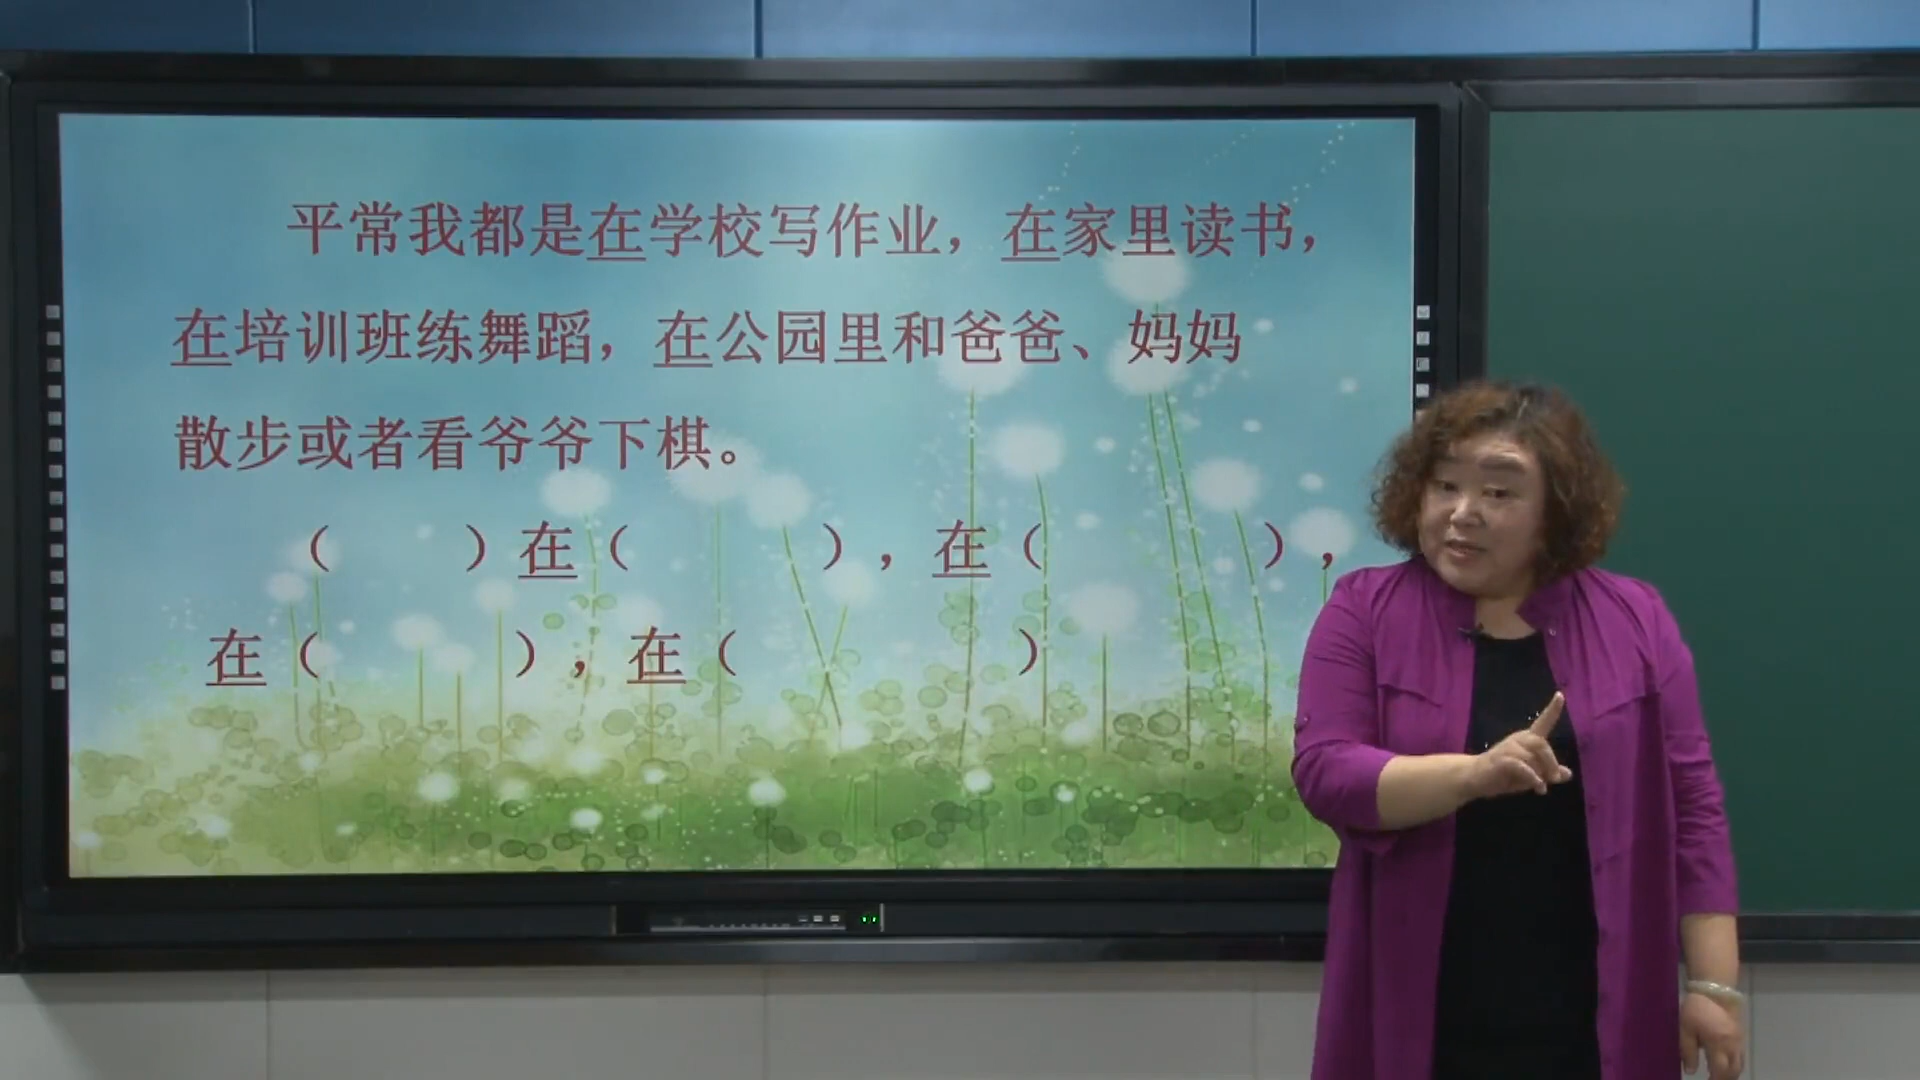 平常我都是在学校写作业，在家里读书，
在培训班练舞蹈，在公园里和爸爸、妈妈
散步或者看爷爷下棋。
（ ）在（ ），在（ ），
在（ ），在（ ）